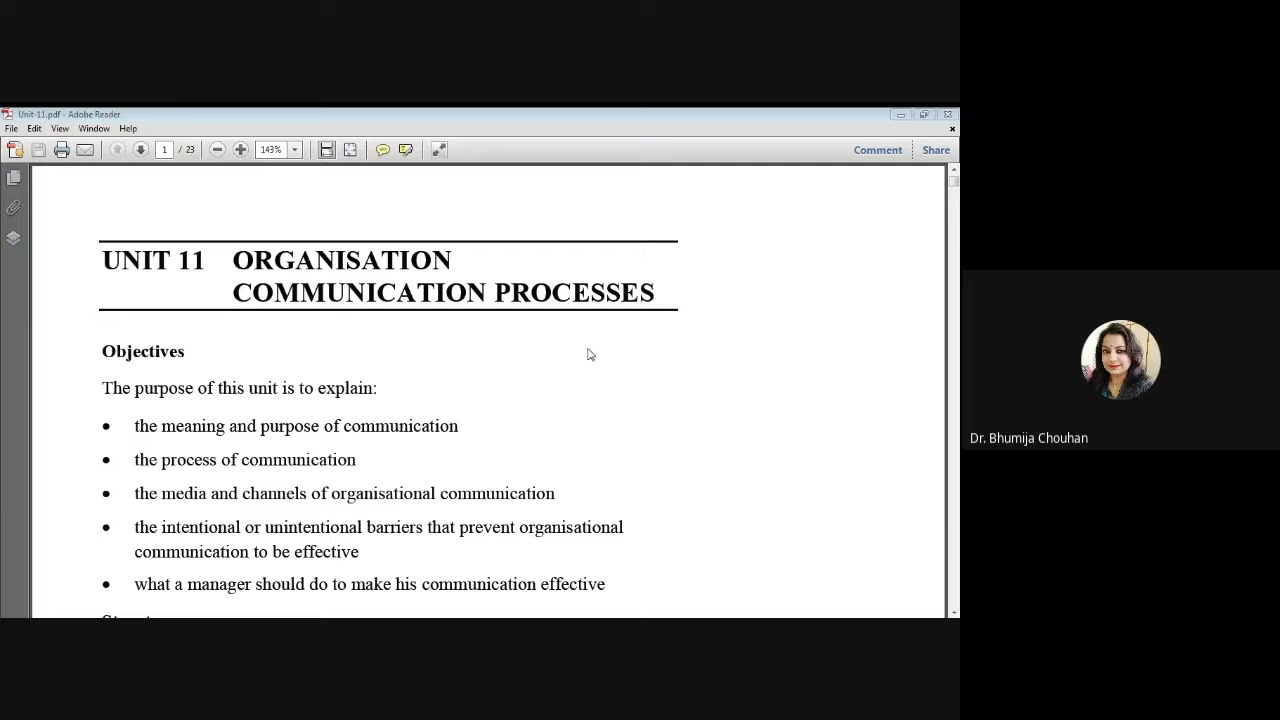 Unit-11.pdf - Adobe Reader
File Edit View Window Help
1 / 23 143% Comment Share
UNIT 11 ORGANISATION
COMMUNICATION PROCESSES
Objectives
The purpose of this unit is to explain:
• the meaning and purpose of communication
• the process of communication
• the media and channels of organisational communication
• the intentional or unintentional barriers that prevent organisational
communication to be effective
• what a manager should do to make his communication effective
Dr. Bhumija Chouhan